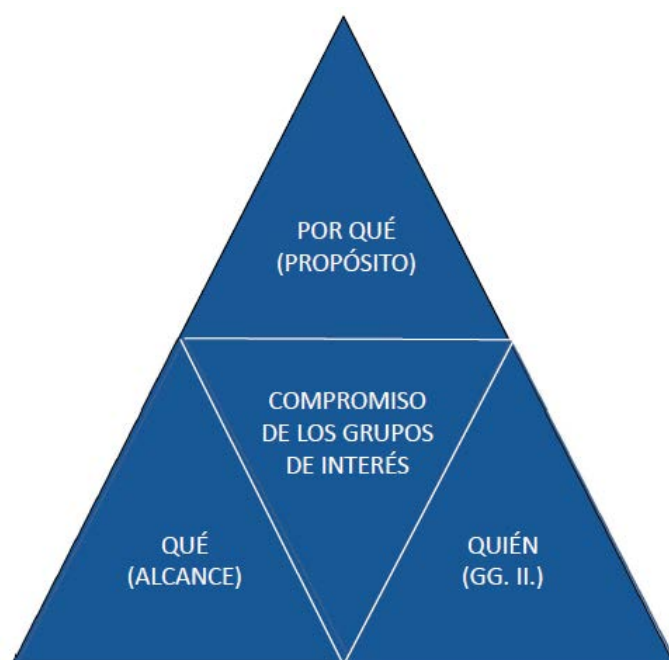 POR QUÉ
(PROPÓSITO)
COMPROMISO
DE LOS GRUPOS
DE INTERÉS
QUÉ
(ALCANCE)
QUIÉN
(GG. II.)